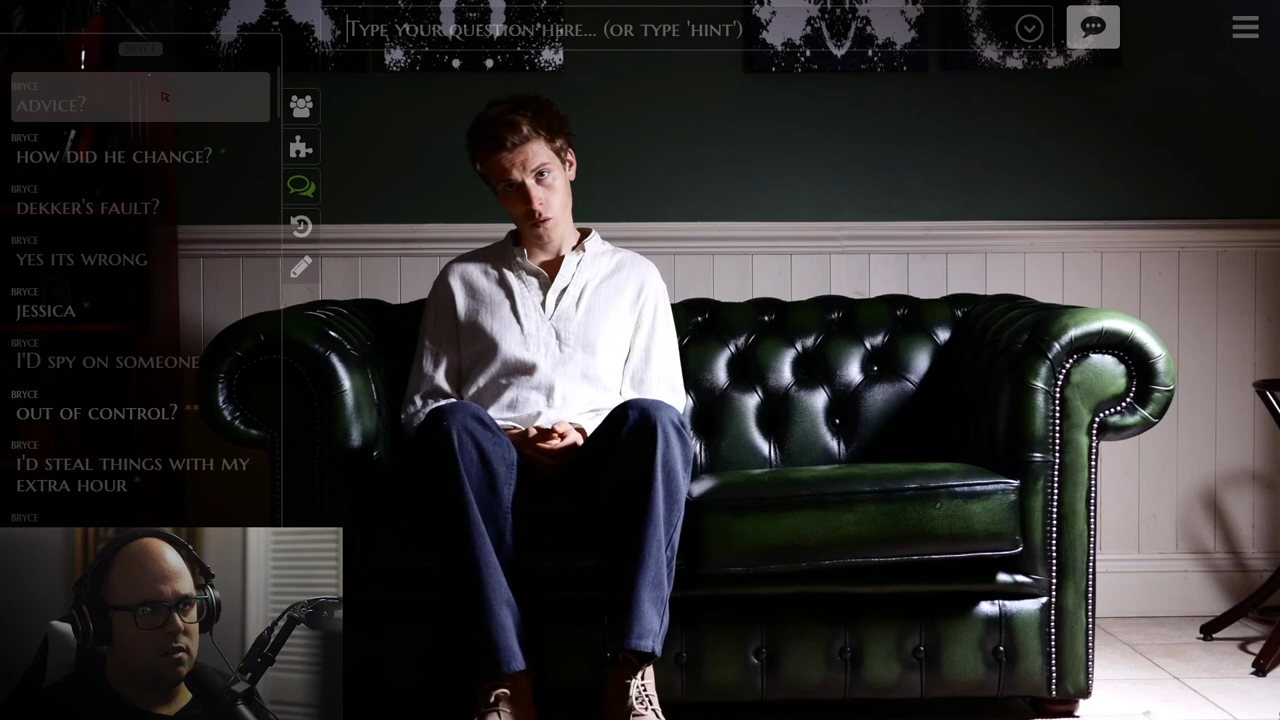 Type your question here... (or type 'hint')
BRYCE
BRYCE
ADVICE? *
BRYCE
HOW DID HE CHANGE? *
BRYCE
DEKKER'S FAULT?
BRYCE
YES ITS WRONG
BRYCE
JESSICA *
BRYCE
I'D SPY ON SOMEONE
BRYCE
OUT OF CONTROL? **
BRYCE
I'D STEAL THINGS WITH MY
EXTRA HOUR *
BRYCE